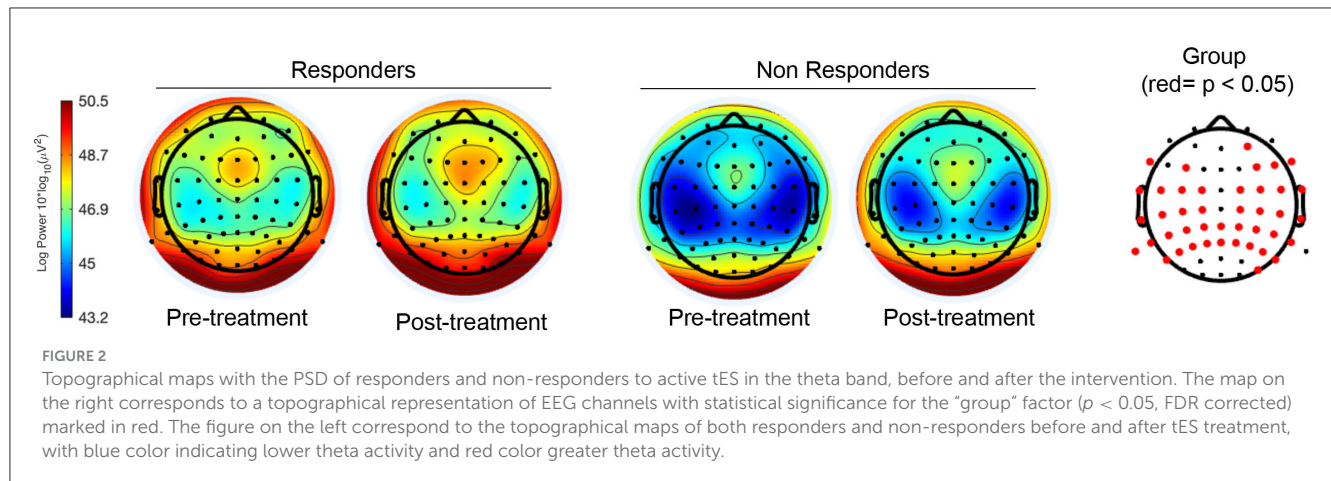 Responders
Non Responders
Group
(red= p < 0.05)
50.5
48.7
46.9
45
43.2
Log Power 10*log10(μV²)
Pre-treatment
Post-treatment
Pre-treatment
Post-treatment
FIGURE 2
Topographical maps with the PSD of responders and non-responders to active tES in the theta band, before and after the intervention. The map on
the right corresponds to a topographical representation of EEG channels with statistical significance for the “group” factor (p < 0.05, FDR corrected)
marked in red. The figure on the left correspond to the topographical maps of both responders and non-responders before and after tES treatment,
with blue color indicating lower theta activity and red color greater theta activity.